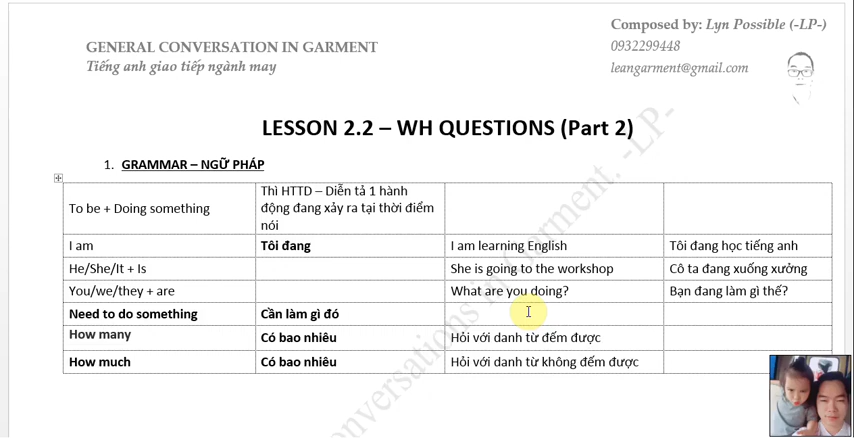 GENERAL CONVERSATION IN GARMENT
Tiếng anh giao tiếp ngành may
Composed by: Lyn Possible (-LP-)
0932299448
leangarment@gmail.com
LESSON 2.2 – WH QUESTIONS (Part 2)
1. GRAMMAR – NGỮ PHÁP
To be + Doing something
Thì HTTD – Diễn tả 1 hành
động đang xảy ra tại thời điểm
nói
I am Tôi đang I am learning English Tôi đang học tiếng anh
He/She/It + Is She is going to the workshop Cô ta đang xuống xưởng
You/we/they + are What are you doing? Bạn đang làm gì thế?
Need to do something Cần làm gì đó
How many Có bao nhiêu Hỏi với danh từ đếm được
How much Có bao nhiêu Hỏi với danh từ không đếm được
onversations in Garment. -LP-